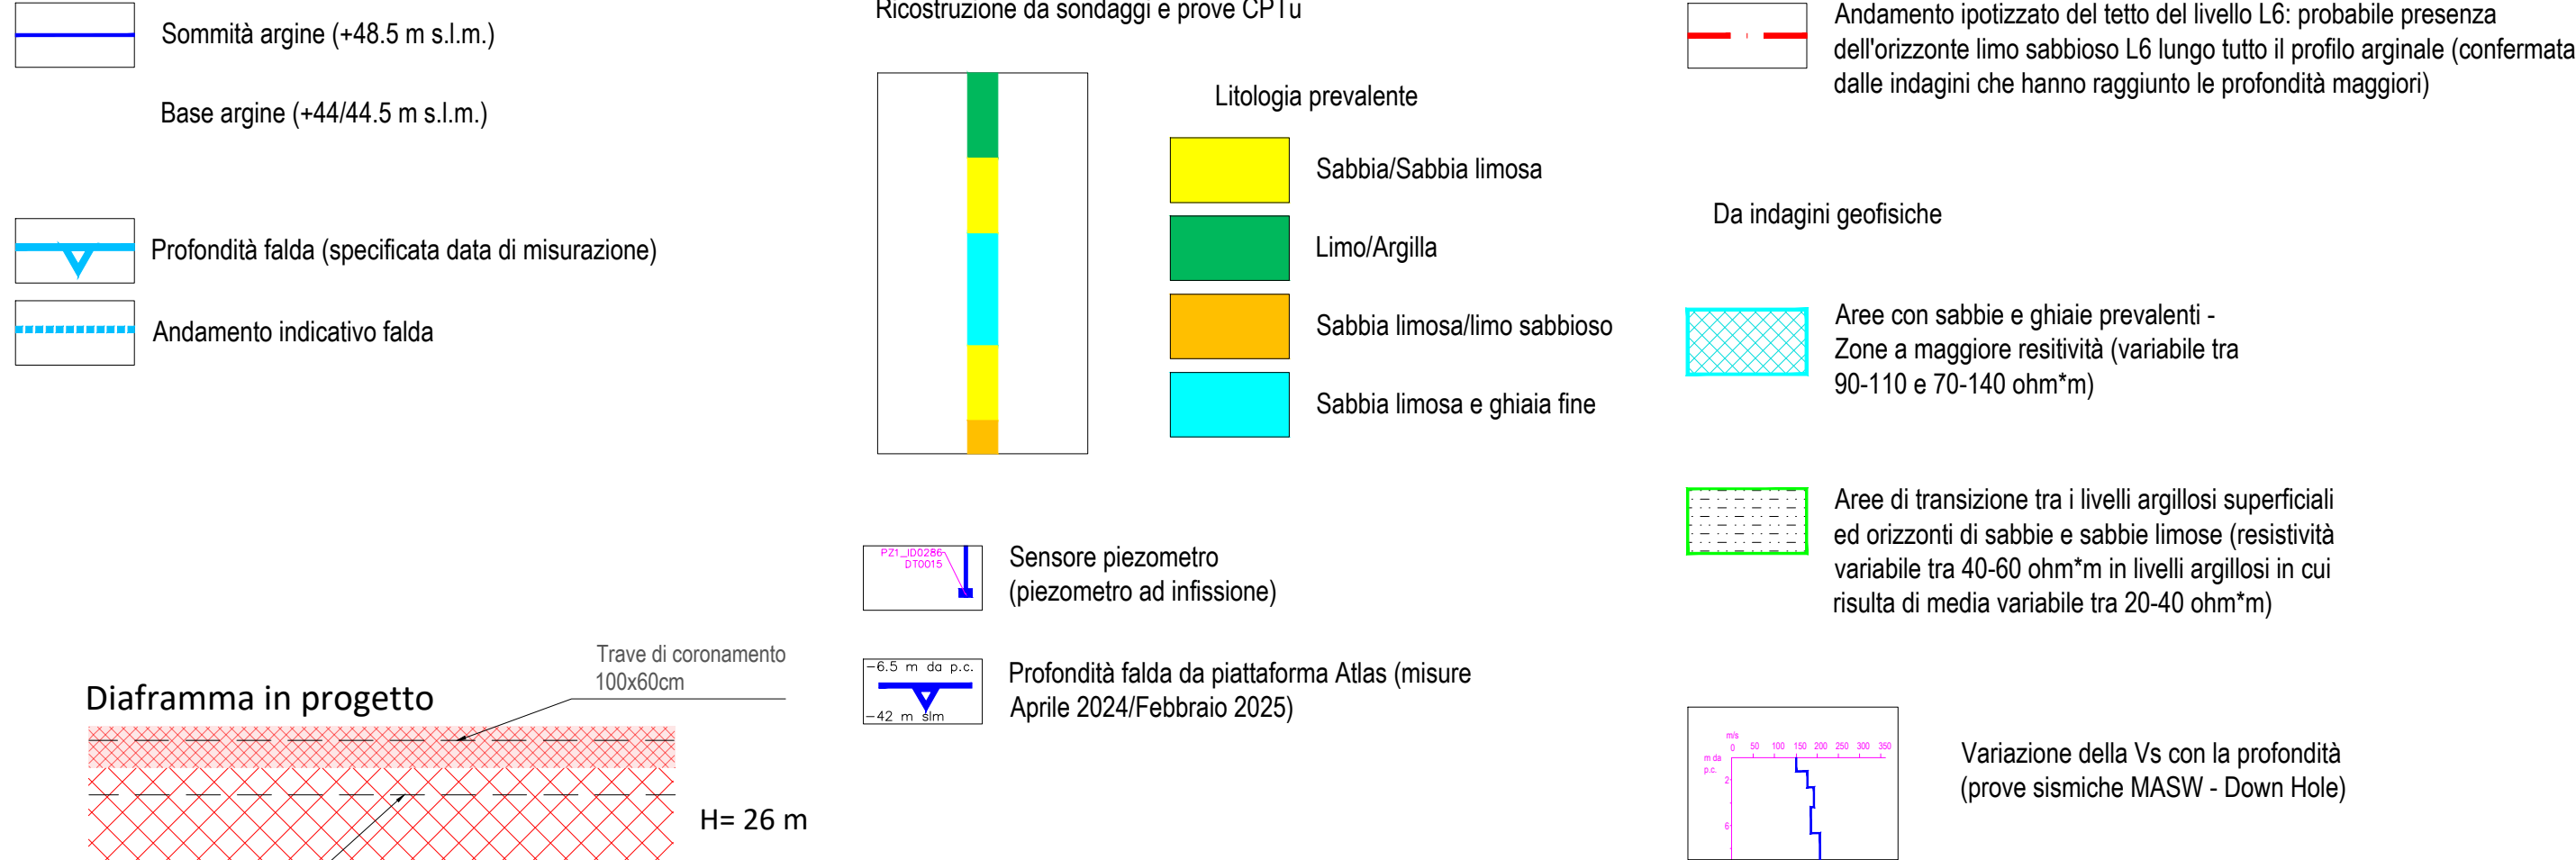 Sommità argine (+48.5 m s.l.m.)
Base argine (+44/44.5 m s.l.m.)
Profondità falda (specificata data di misurazione)
Andamento indicativo falda
Diaframma in progetto
Trave di coronamento
100x60cm
H= 26 m
Ricostruzione da sondaggi e prove CPTu
Litologia prevalente
Sabbia/Sabbia limosa
Limo/Argilla
Sabbia limosa/limo sabbioso
Sabbia limosa e ghiaia fine
PZ1_ID0286
DT0015
Sensore piezometro
(piezometro ad infissione)
-6.5 m da p.c.
-42 m slm
Profondità falda da piattaforma Atlas (misure
Aprile 2024/Febbraio 2025)
Andamento ipotizzato del tetto del livello L6: probabile presenza
dell'orizzonte limo sabbioso L6 lungo tutto il profilo arginale (confermata
dalle indagini che hanno raggiunto le profondità maggiori)
Da indagini geofisiche
Aree con sabbie e ghiaie prevalenti -
Zone a maggiore resitività (variabile tra
90-110 e 70-140 ohm*m)
Aree di transizione tra i livelli argillosi superficiali
ed orizzonti di sabbie e sabbie limose (resistività
variabile tra 40-60 ohm*m in livelli argillosi in cui
risulta di media variabile tra 20-40 ohm*m)
m/s
0 50 100 150 200 250 300 350
m da
p.c.
2
6
Variazione della Vs con la profondità
(prove sismiche MASW - Down Hole)